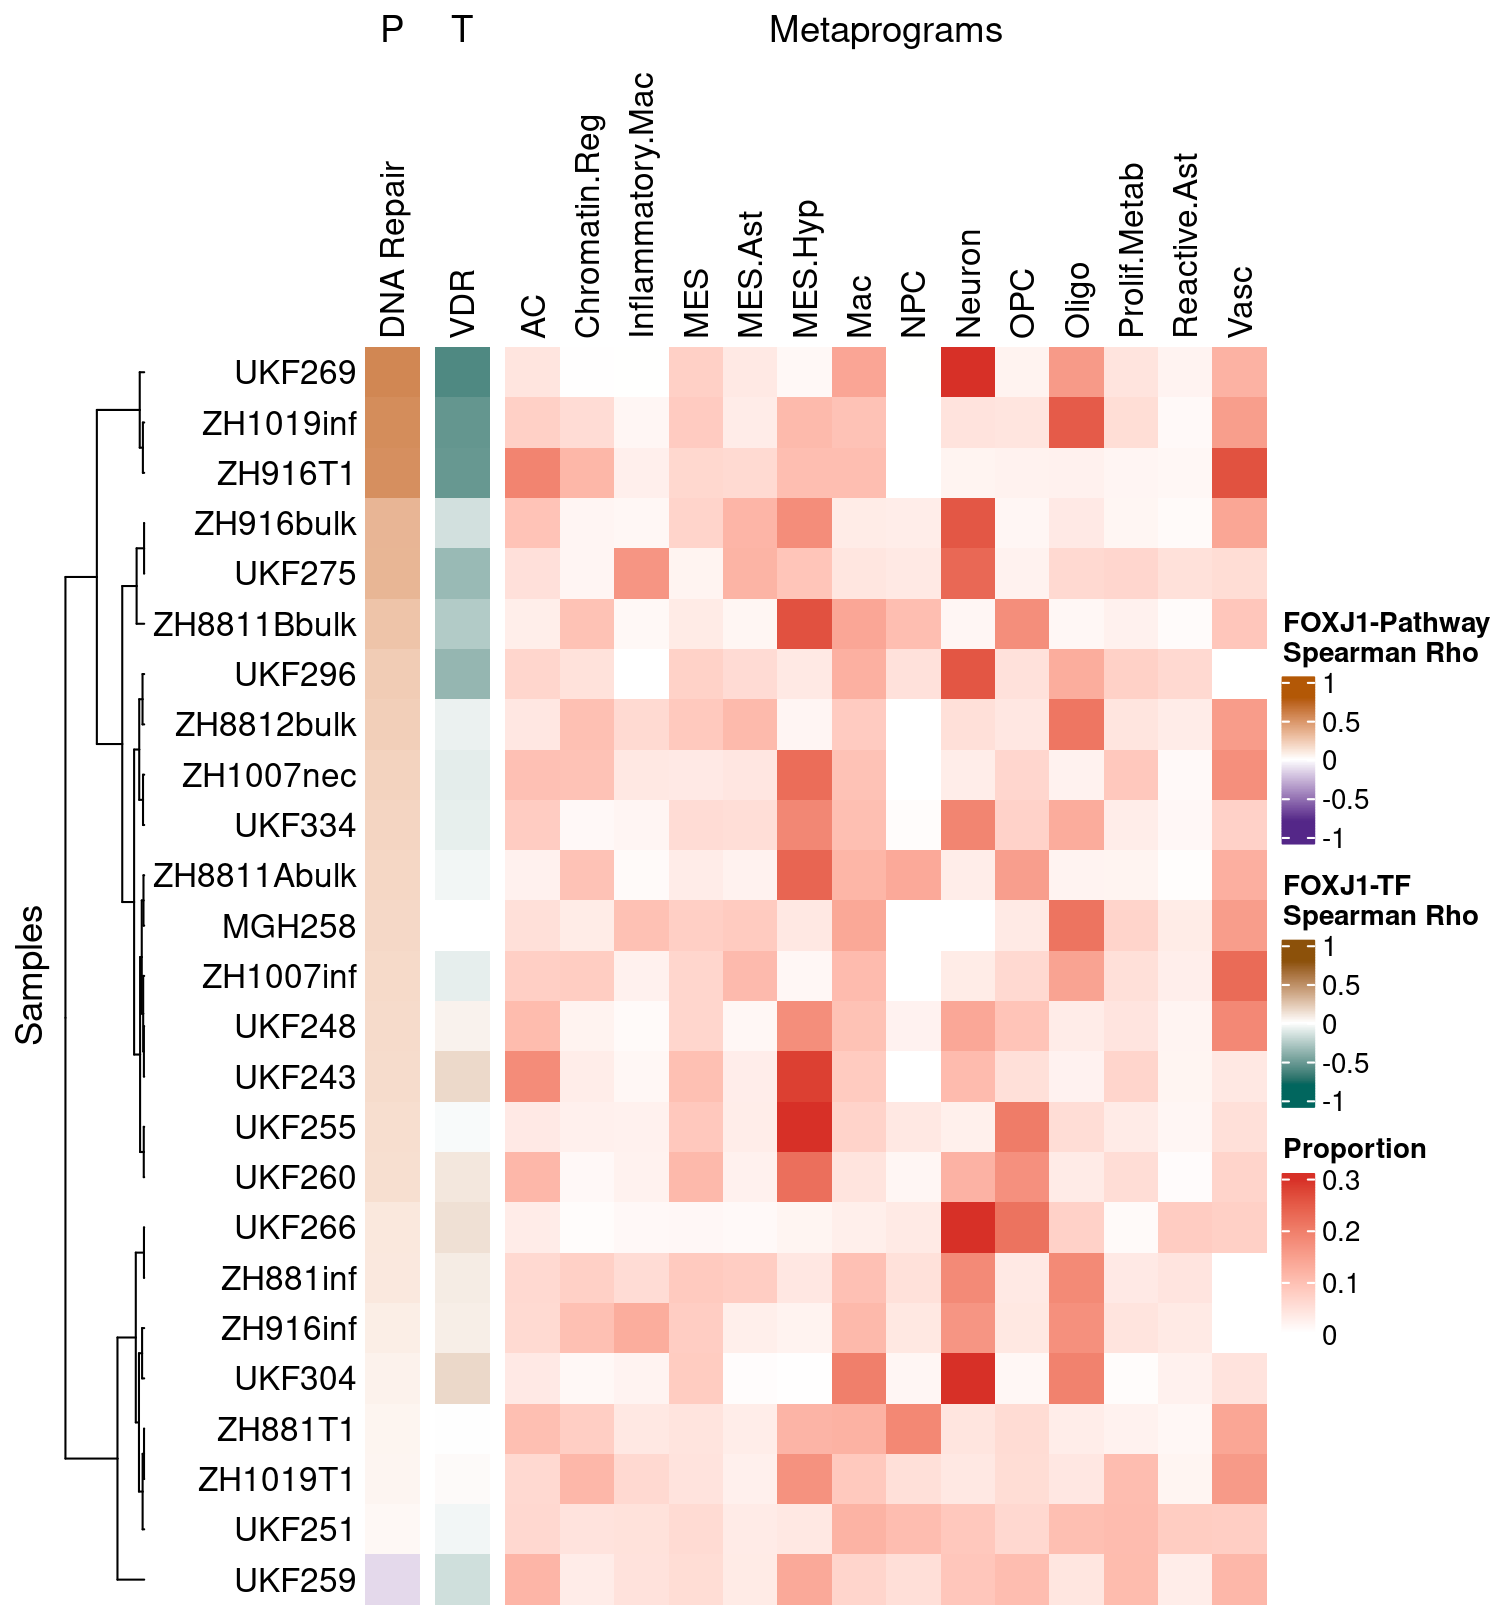 P T Metaprograms
DNA Repair
VDR
AC
Chromatin.Reg
Inflammatory.Mac
MES
MES.Ast
MES.Hyp
Mac
NPC
Neuron
OPC
Oligo
Prolif.Metab
Reactive.Ast
Vasc
Samples
UKF269
ZH1019inf
ZH916T1
ZH916bulk
UKF275
ZH8811Bbulk
UKF296
ZH8812bulk
ZH1007nec
UKF334
ZH8811Abulk
MGH258
ZH1007inf
UKF248
UKF243
UKF255
UKF260
UKF266
ZH881inf
ZH916inf
UKF304
ZH881T1
ZH1019T1
UKF251
UKF259
FOXJ1-Pathway
Spearman Rho
1
0.5
0
-0.5
-1
FOXJ1-TF
Spearman Rho
1
0.5
0
-0.5
-1
Proportion
0.3
0.2
0.1
0